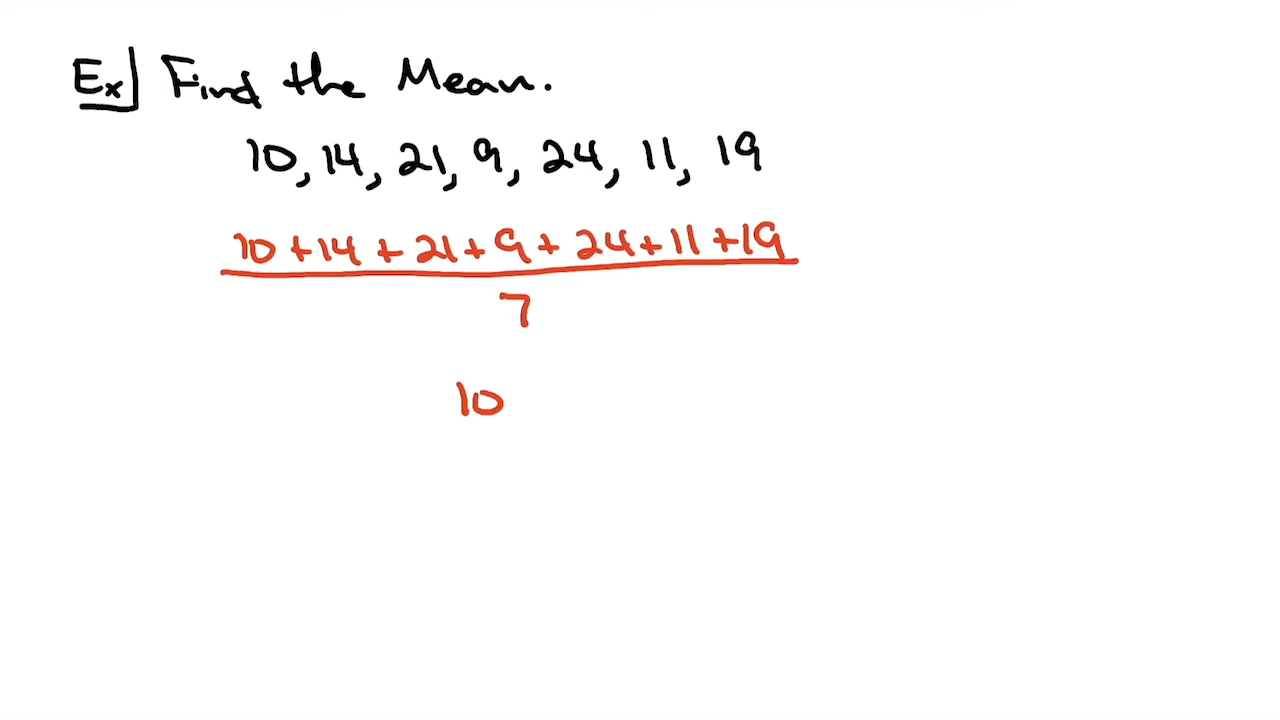 Ex Find the Mean.
10, 14, 21, 9, 24, 11, 19
10 + 14 + 21 + 9 + 24 + 11 + 19
7
10